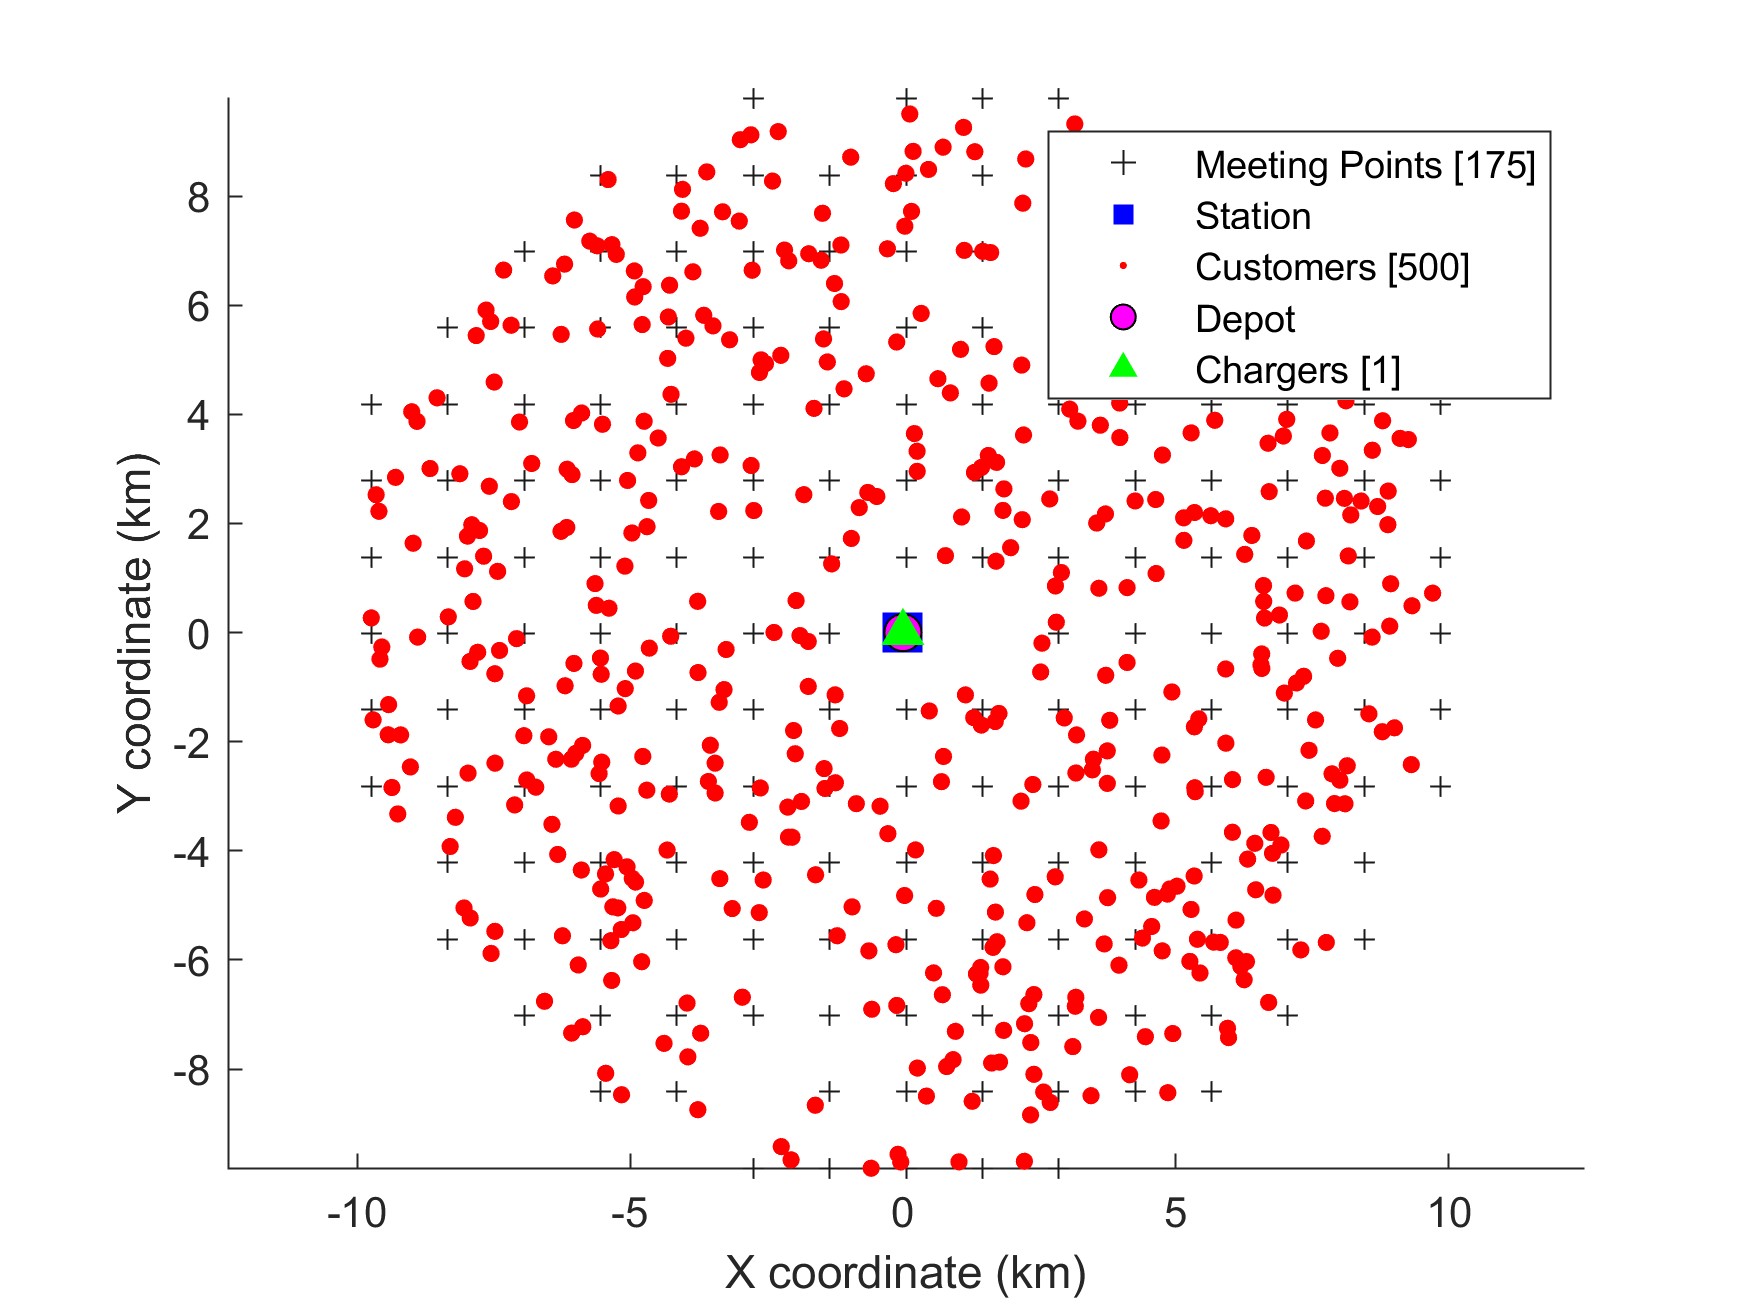 Meeting Points [175]
Station
Customers [500]
Depot
Chargers [1]
8
6
4
2
0
-2
-4
-6
-8
Y coordinate (km)
-10 -5 0 5 10
X coordinate (km)